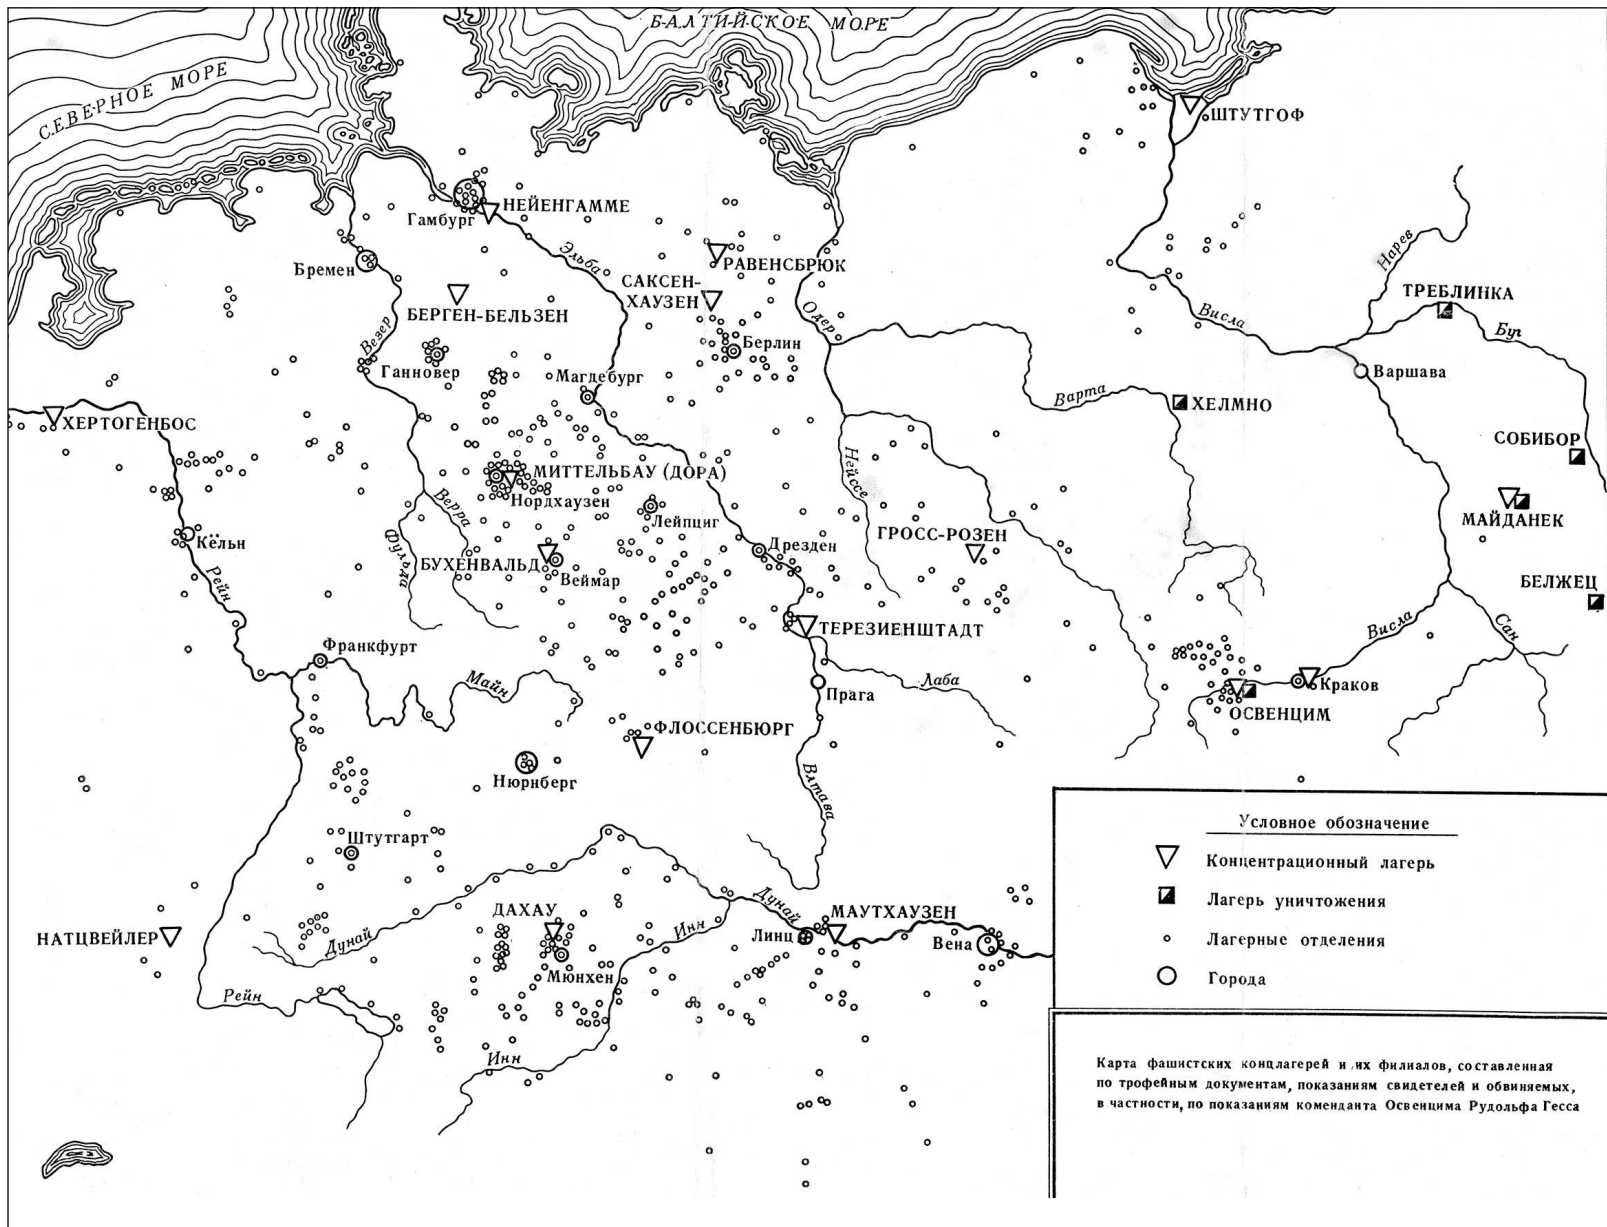 БАЛТИЙСКОЕ МОРЕ
СЕВЕРНОЕ МОРЕ
ШТУТГОФ
НЕЙЕНГАММЕ
Гамбург
Эльба
Бремен
РАВЕНСБРЮК
САКСЕН-
ХАУЗЕН
Нарев
ТРЕБЛИНКА
БЕРГЕН-БЕЛЬЗЕН
Одер
Висла
Буг
Везер
Берлин
Ганновер
Магдебург
Варшава
Варта
ХЕЛМНО
ХЕРТОГЕНБОС
СОБИБОР
Нейссе
МИТТЕЛЬБАУ (ДОРА)
Нордхаузен
Верра
Лейпциг
МАЙДАНЕК
Кёльн
Фульда
ГРОСС-РОЗЕН
Дрезден
БУХЕНВАЛЬД
Веймар
Рейн
БЕЛЖЕЦ
ТЕРЕЗИЕНШТАДТ
Висла
Сан
Франкфурт
Майн
Прага
Лаба
Краков
ОСВЕНЦИМ
ФЛОССЕНБЮРГ
Нюрнберг
Влтава
Штутгарт
Дунай
ДАХАУ
МАУТХАУЗЕН
НАТЦВЕЙЛЕР
Дунай
Инн
Линц
Вена
Мюнхен
Рейн
Инн
Условное обозначение
Концентрационный лагерь
Лагерь уничтожения
Лагерные отделения
Города
Карта фашистских концлагерей и их филиалов, составленная
по трофейным документам, показаниям свидетелей и обвиняемых,
в частности, по показаниям коменданта Освенцима Рудольфа Гесса